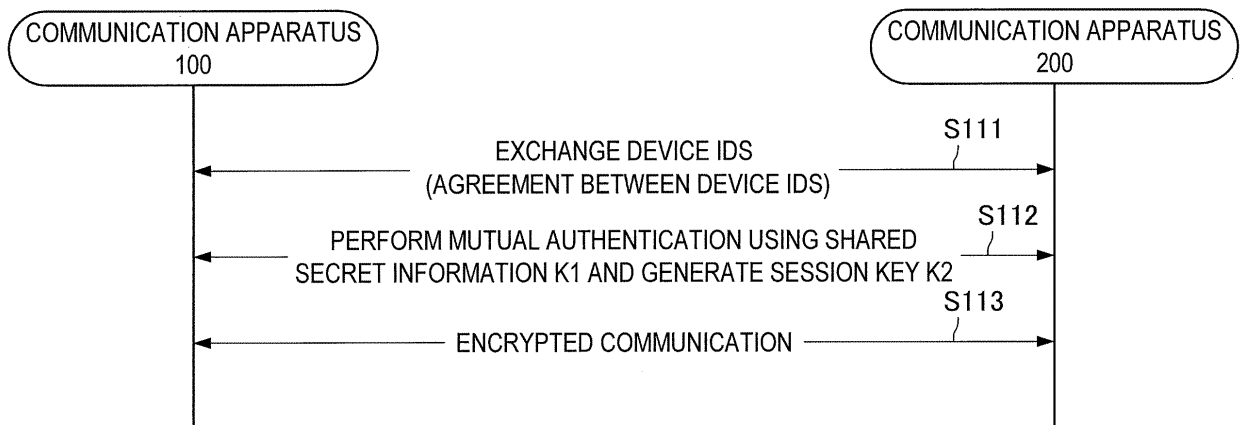 COMMUNICATION APPARATUS
100
COMMUNICATION APPARATUS
200
S111
EXCHANGE DEVICE IDS
(AGREEMENT BETWEEN DEVICE IDS)
S112
PERFORM MUTUAL AUTHENTICATION USING SHARED
SECRET INFORMATION K1 AND GENERATE SESSION KEY K2
S113
ENCRYPTED COMMUNICATION